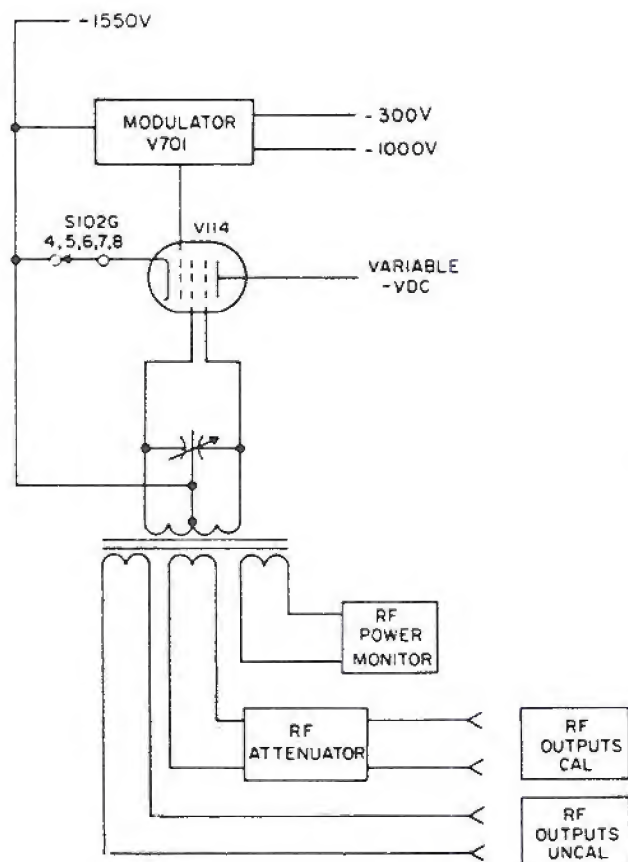 -1550V
MODULATOR
V701
-300V
-1000V
S102G
4,5,6,7,8
V114
VARIABLE
-VDC
RF
POWER
MONITOR
RF
ATTENUATOR
RF
OUTPUTS
CAL
RF
OUTPUTS
UNCAL